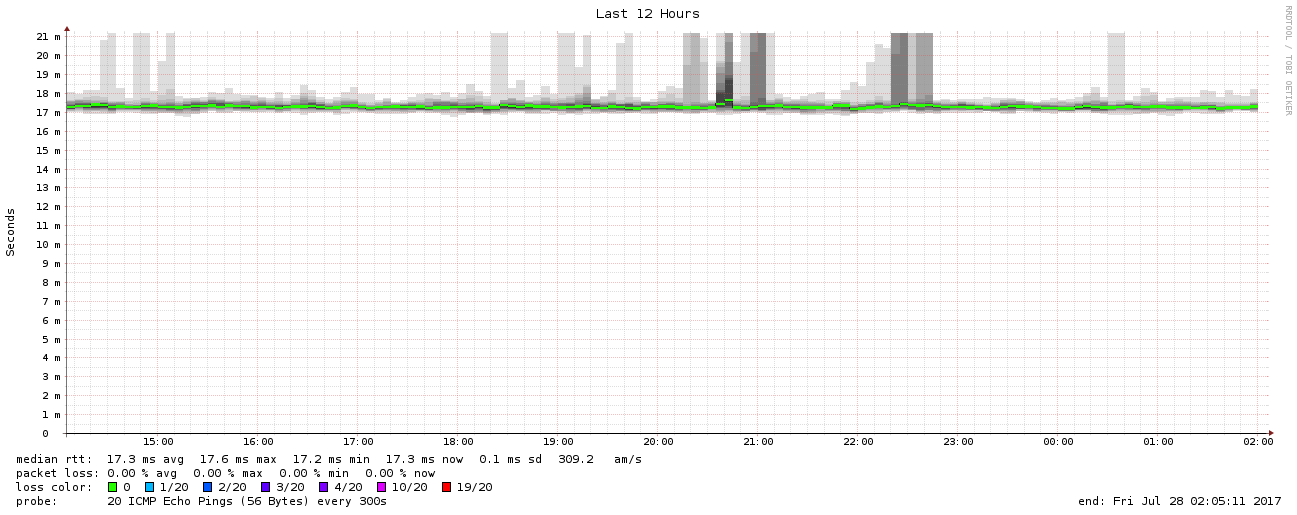 Last 12 Hours
RRDTOOL / TOBI OETIKER
Seconds
21 m
20 m
19 m
18 m
17 m
16 m
15 m
14 m
13 m
12 m
11 m
10 m
9 m
8 m
7 m
6 m
5 m
4 m
3 m
2 m
1 m
0
15:00 16:00 17:00 18:00 19:00 20:00 21:00 22:00 23:00 00:00 01:00 02:00
median rtt: 17.3 ms avg 17.6 ms max 17.2 ms min 17.3 ms now 0.1 ms sd 309.2 am/s
packet loss: 0.00 % avg 0.00 % max 0.00 % min 0.00 % now
loss color: 0 1/20 2/20 3/20 4/20 10/20 19/20
probe: 20 ICMP Echo Pings (56 Bytes) every 300s end: Fri Jul 28 02:05:11 2017